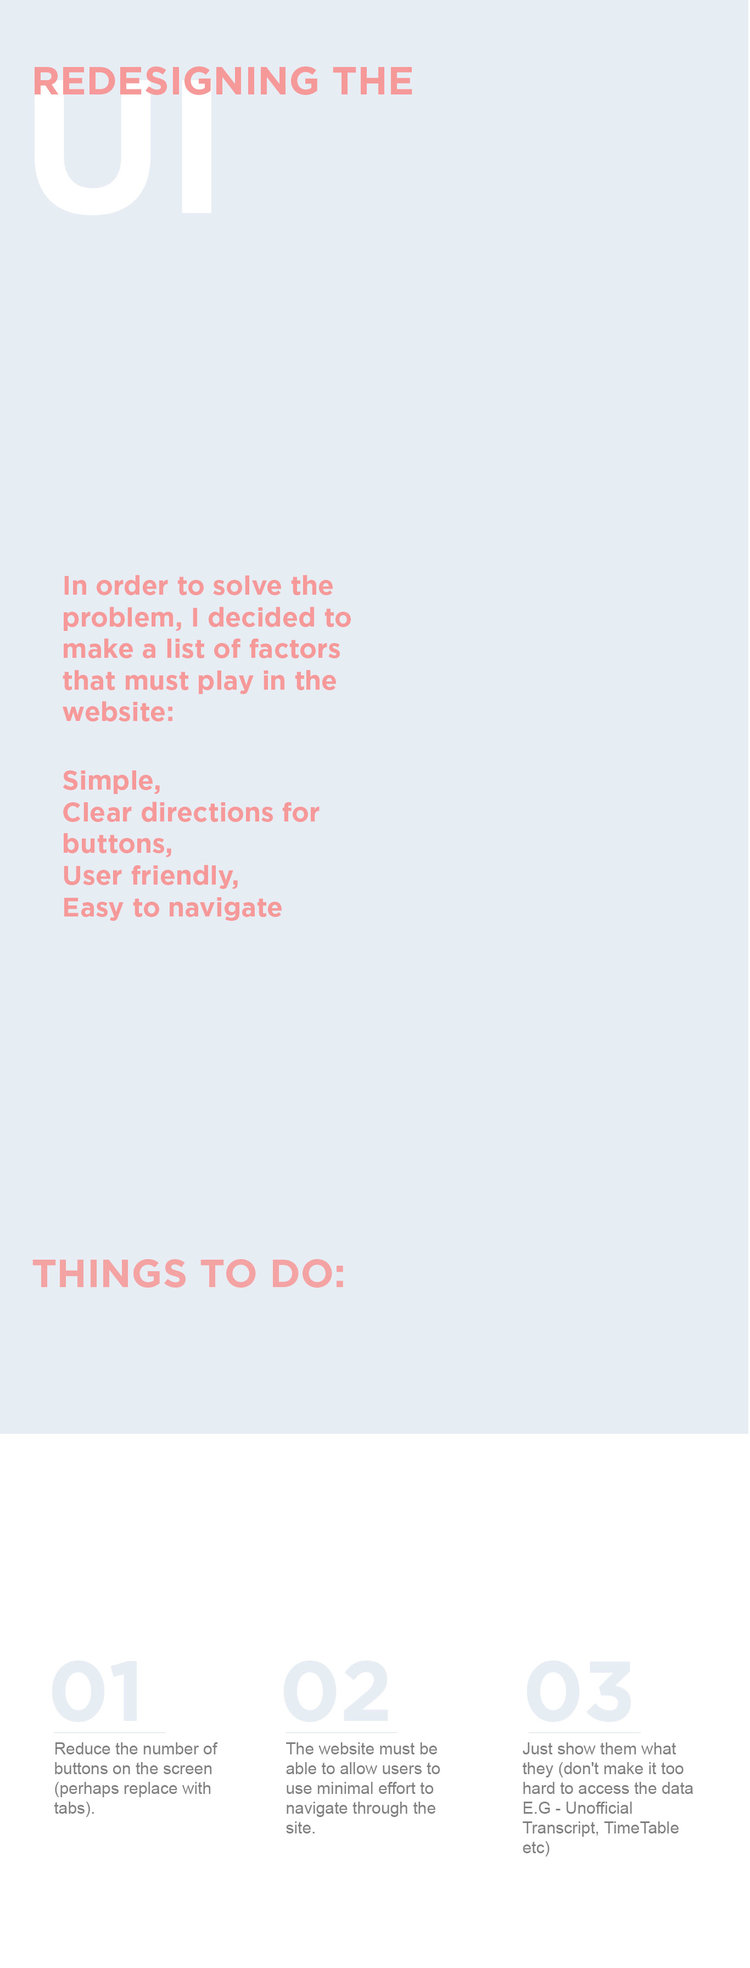 REDESIGNING THE
UI
In order to solve the
problem, I decided to
make a list of factors
that must play in the
website:
Simple,
Clear directions for
buttons,
User friendly,
Easy to navigate
THINGS TO DO:
01
Reduce the number of
buttons on the screen
(perhaps replace with
tabs).
02
The website must be
able to allow users to
use minimal effort to
navigate through the
site.
03
Just show them what
they (don't make it too
hard to access the data
E.G - Unofficial
Transcript, TimeTable
etc)